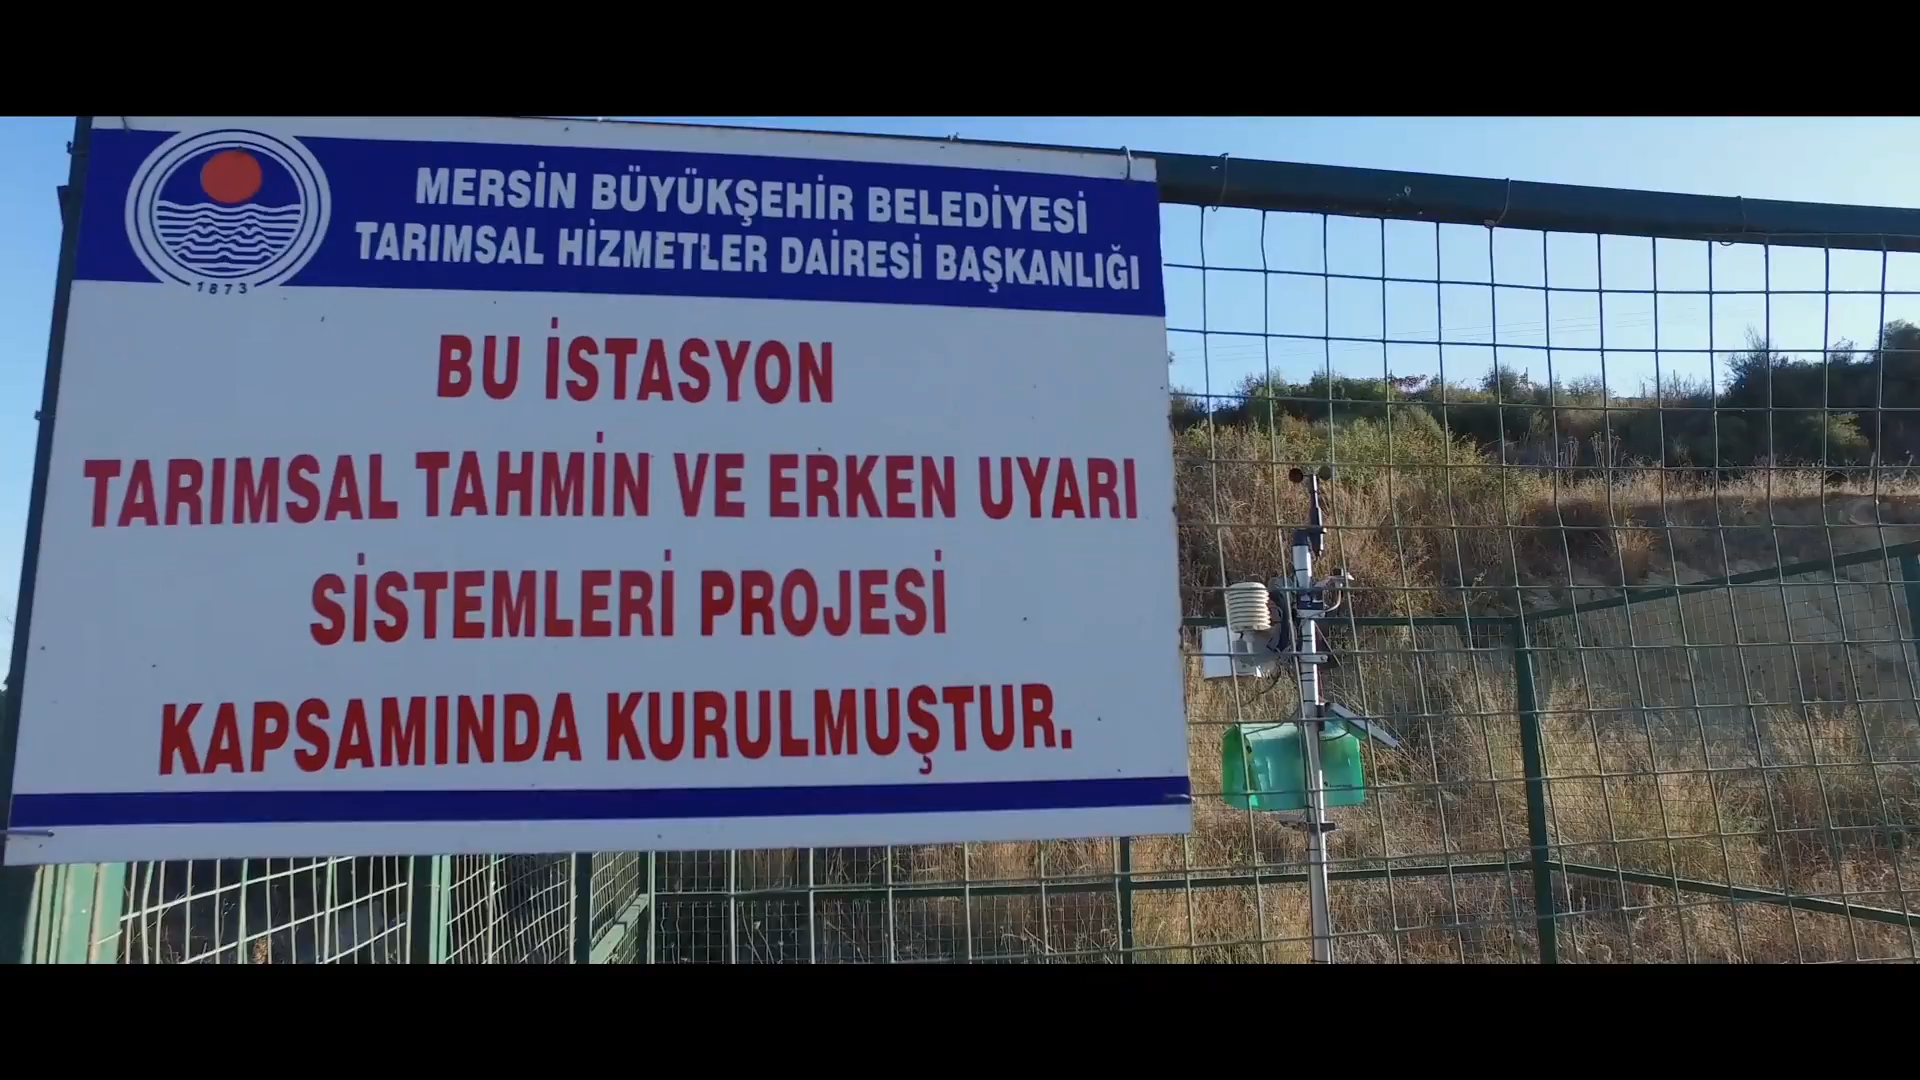 MERSİN BÜYÜKŞEHİR BELEDİYESİ
TARIMSAL HİZMETLER DAİRESİ BAŞKANLIĞI
1873
BU İSTASYON
TARIMSAL TAHMİN VE ERKEN UYARI
SİSTEMLERİ PROJESİ
KAPSAMINDA KURULMUŞTUR.